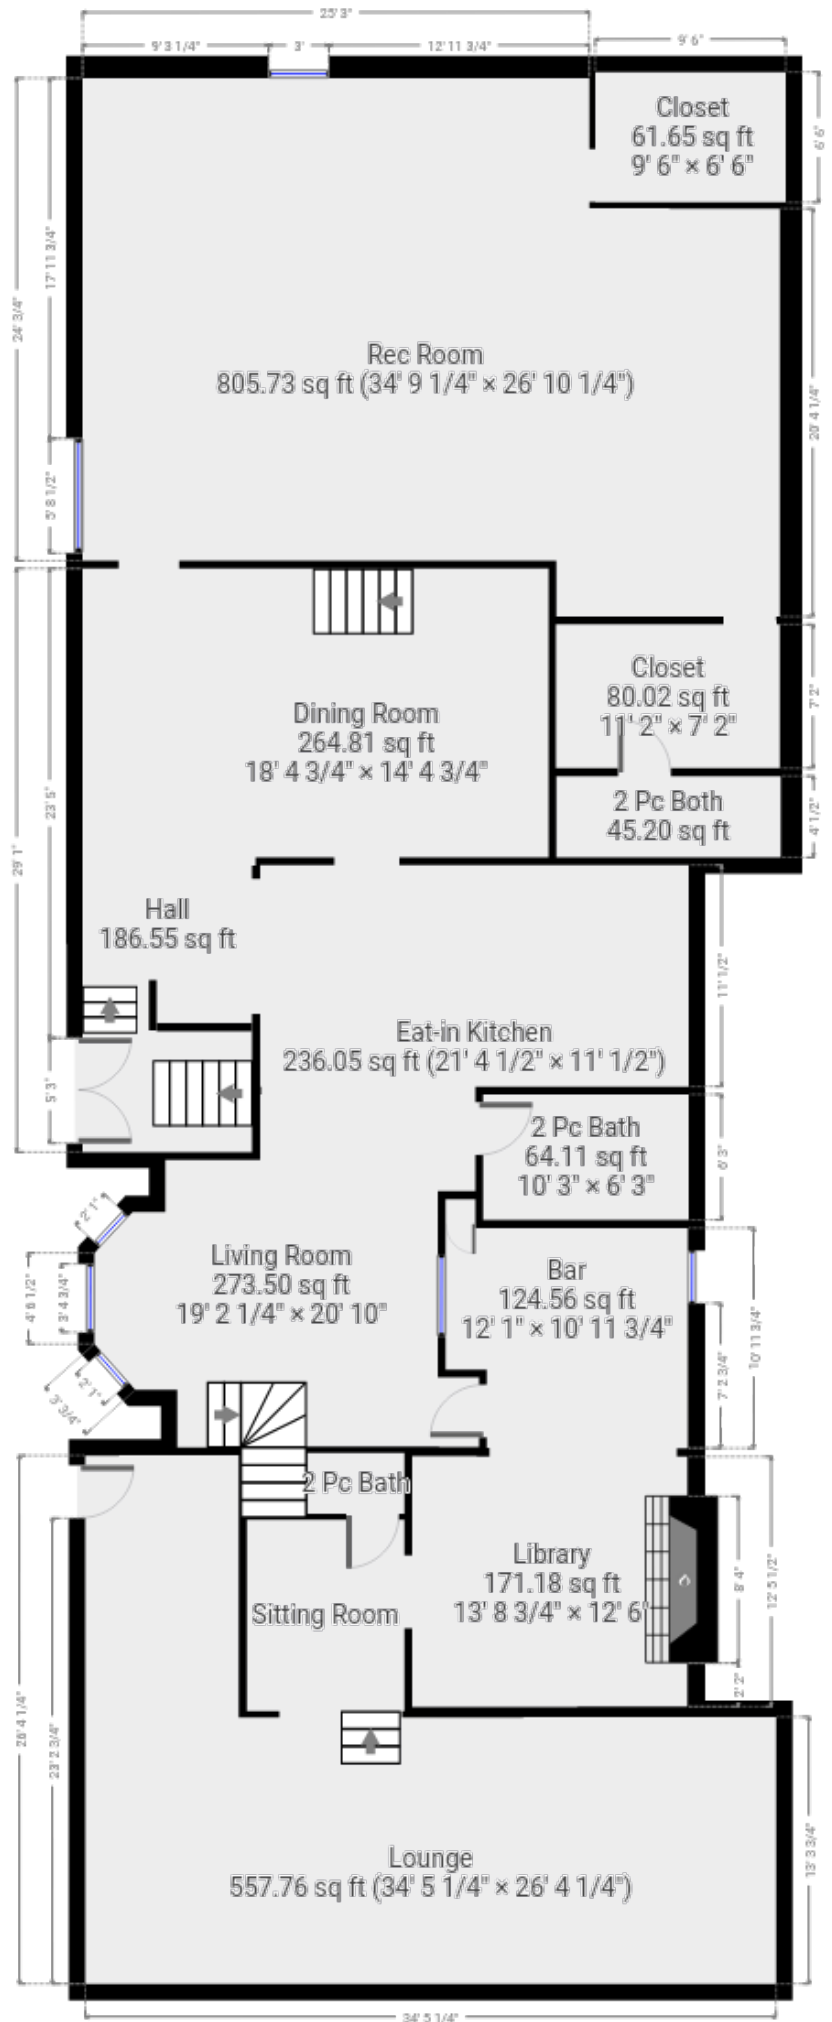 25' 3"
9' 3 1/4"
3'
12' 11 3/4"
9' 6"
Closet
61.65 sq ft
9' 6" × 6' 6"
6' 6"
17' 11 3/4"
24' 3/4"
Rec Room
805.73 sq ft (34' 9 1/4" × 26' 10 1/4")
20' 4 1/4"
5' 8 1/2"
Closet
80.02 sq ft
11' 2" × 7' 2"
7' 2"
Dining Room
264.81 sq ft
18' 4 3/4" × 14' 4 3/4"
2 Pc Both
45.20 sq ft
4' 1/2"
23' 5"
29' 1"
Hall
186.55 sq ft
11' 1/2"
Eat-in Kitchen
236.05 sq ft (21' 4 1/2" × 11' 1/2")
5' 3"
2 Pc Bath
64.11 sq ft
10' 3" × 6' 3"
6' 3"
2' 1"
Living Room
273.50 sq ft
19' 2 1/4" × 20' 10"
4' 6 1/2"
3' 4 3/4"
Bar
124.56 sq ft
12' 1" × 10' 11 3/4"
10' 11 3/4"
7' 2 3/4"
2' 1"
3' 3/4"
2 Pc Bath
Library
171.18 sq ft
13' 8 3/4" × 12' 6"
8' 4"
12' 5 1/2"
Sitting Room
2' 2"
26' 4 1/4"
23' 2 3/4"
Lounge
557.76 sq ft (34' 5 1/4" × 26' 4 1/4")
13' 3 3/4"
34' 5 1/4"